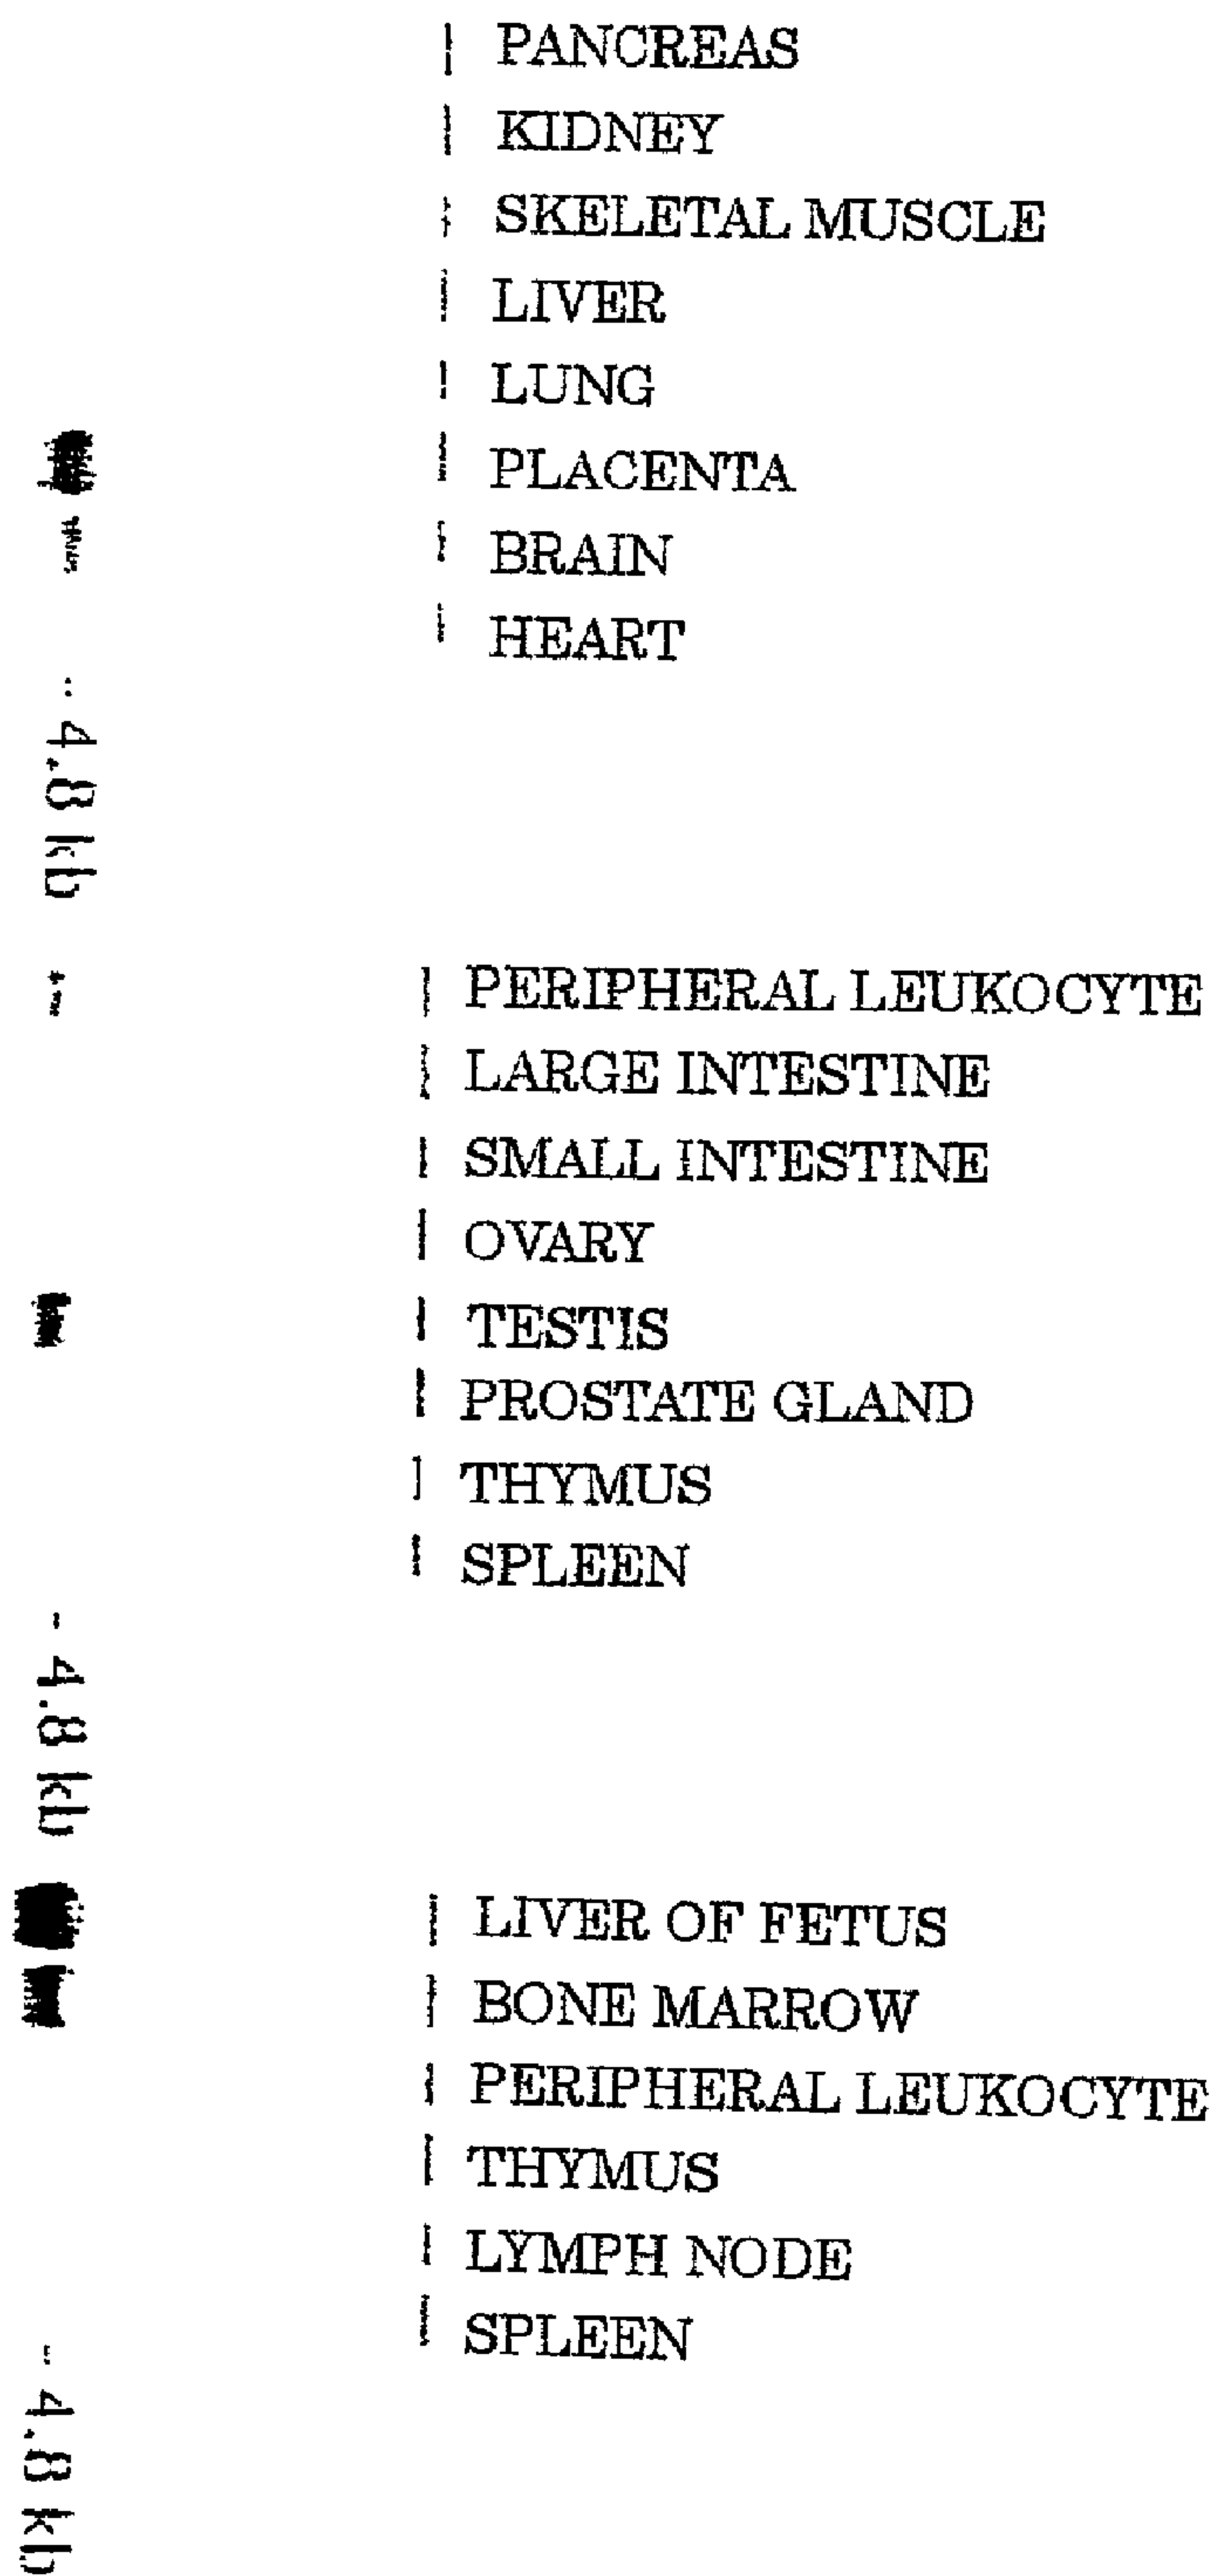 PANCREAS
KIDNEY
SKELETAL MUSCLE
LIVER
LUNG
PLACENTA
BRAIN
HEART
4.8 kb
PERIPHERAL LEUKOCYTE
LARGE INTESTINE
SMALL INTESTINE
OVARY
TESTIS
PROSTATE GLAND
THYMUS
SPLEEN
4.8 kb
LIVER OF FETUS
BONE MARROW
PERIPHERAL LEUKOCYTE
THYMUS
LYMPH NODE
SPLEEN
4.8 kb